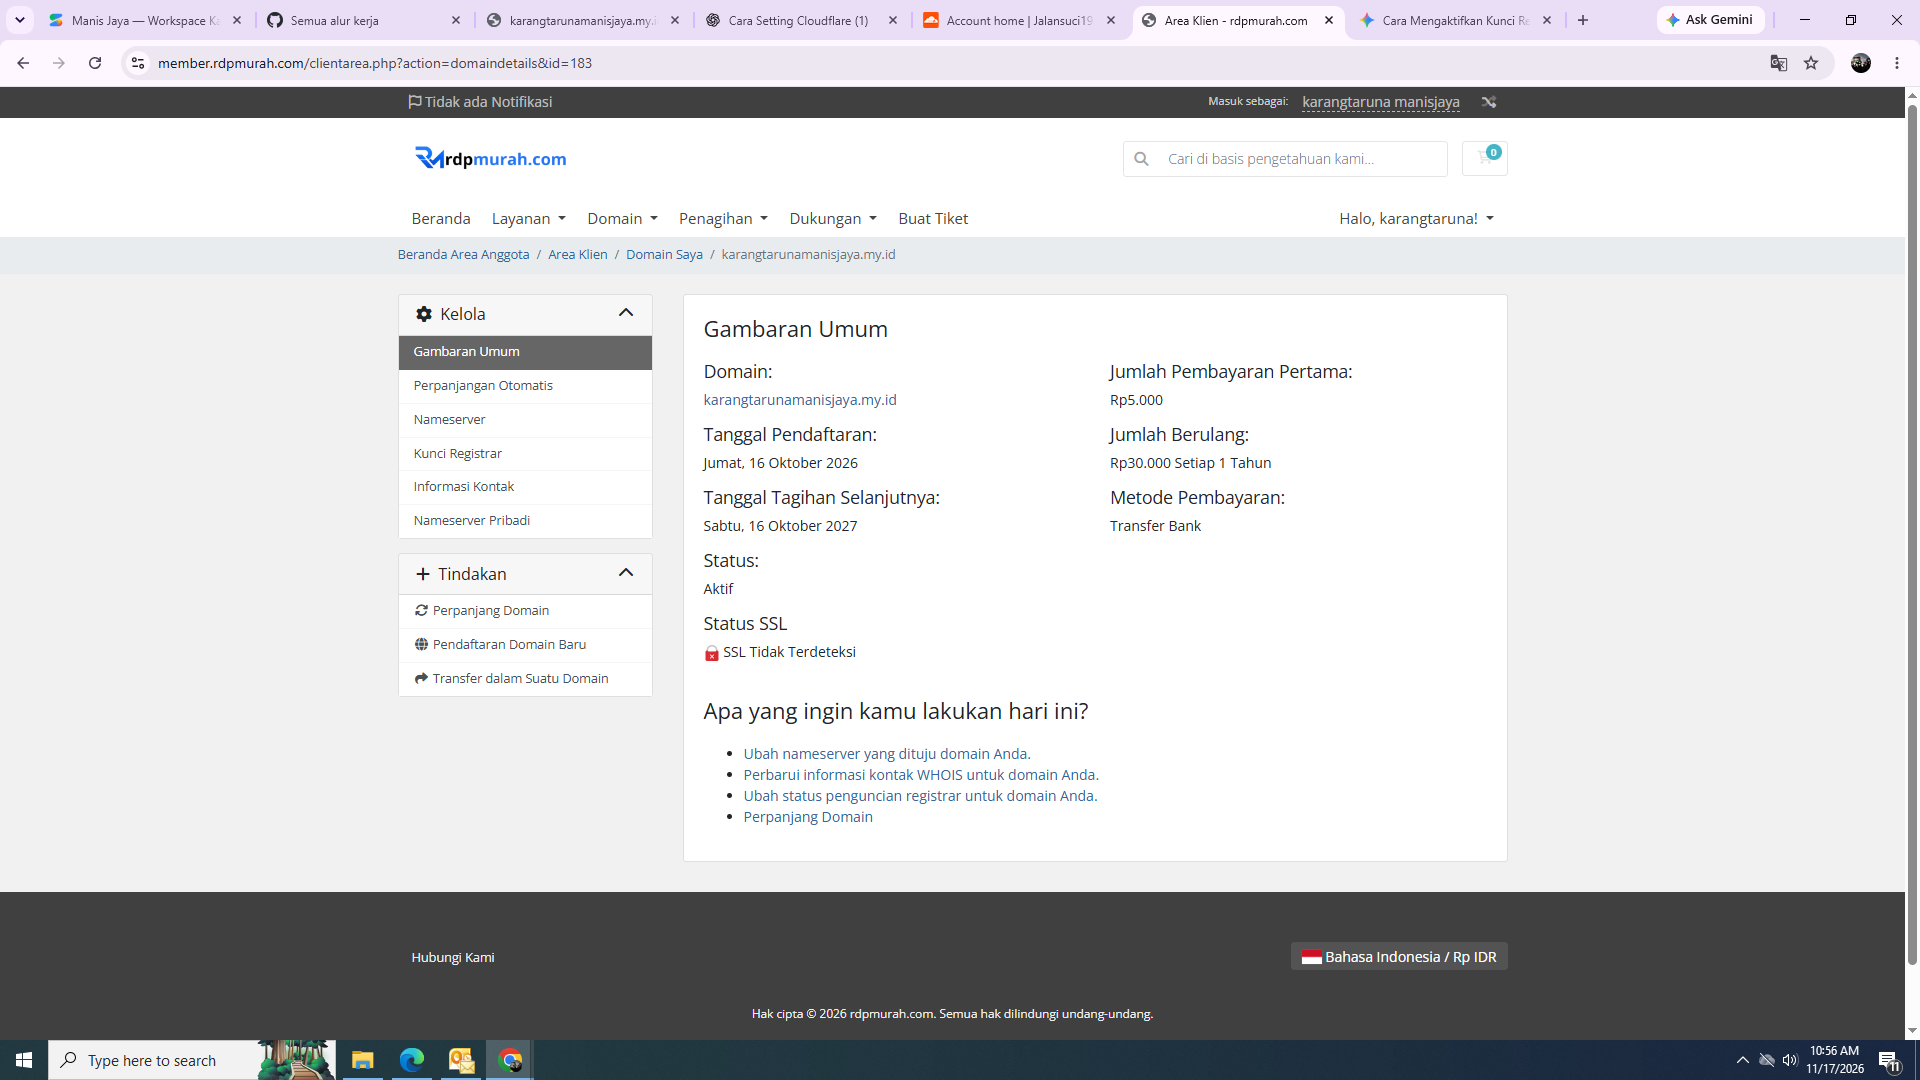 Manis Jaya — Workspace Ka
Semua alur kerja
karangtarunamanisjaya.my.i
Cara Setting Cloudflare (1)
Account home | Jalansuci19
Area Klien - rdpmurah.com
Cara Mengaktifkan Kunci Re
Ask Gemini
member.rdpmurah.com/clientarea.php?action=domaindetails&id=183
Tidak ada Notifikasi
Masuk sebagai: karangtaruna manisjaya
rdpmurah.com
Cari di basis pengetahuan kami...
0
Beranda Layanan Domain Penagihan Dukungan Buat Tiket
Halo, karangtaruna!
Beranda Area Anggota / Area Klien / Domain Saya / karangtarunamanisjaya.my.id
Kelola
Gambaran Umum
Perpanjangan Otomatis
Nameserver
Kunci Registrar
Informasi Kontak
Nameserver Pribadi
Tindakan
Perpanjang Domain
Pendaftaran Domain Baru
Transfer dalam Suatu Domain
Gambaran Umum
Domain:
karangtarunamanisjaya.my.id
Jumlah Pembayaran Pertama:
Rp5.000
Tanggal Pendaftaran:
Jumat, 16 Oktober 2026
Jumlah Berulang:
Rp30.000 Setiap 1 Tahun
Tanggal Tagihan Selanjutnya:
Sabtu, 16 Oktober 2027
Metode Pembayaran:
Transfer Bank
Status:
Aktif
Status SSL
SSL Tidak Terdeteksi
Apa yang ingin kamu lakukan hari ini?
Ubah nameserver yang dituju domain Anda.
Perbarui informasi kontak WHOIS untuk domain Anda.
Ubah status penguncian registrar untuk domain Anda.
Perpanjang Domain
Hubungi Kami
Bahasa Indonesia / Rp IDR
Hak cipta © 2026 rdpmurah.com. Semua hak dilindungi undang-undang.
Type here to search
10:56 AM
11/17/2026
11